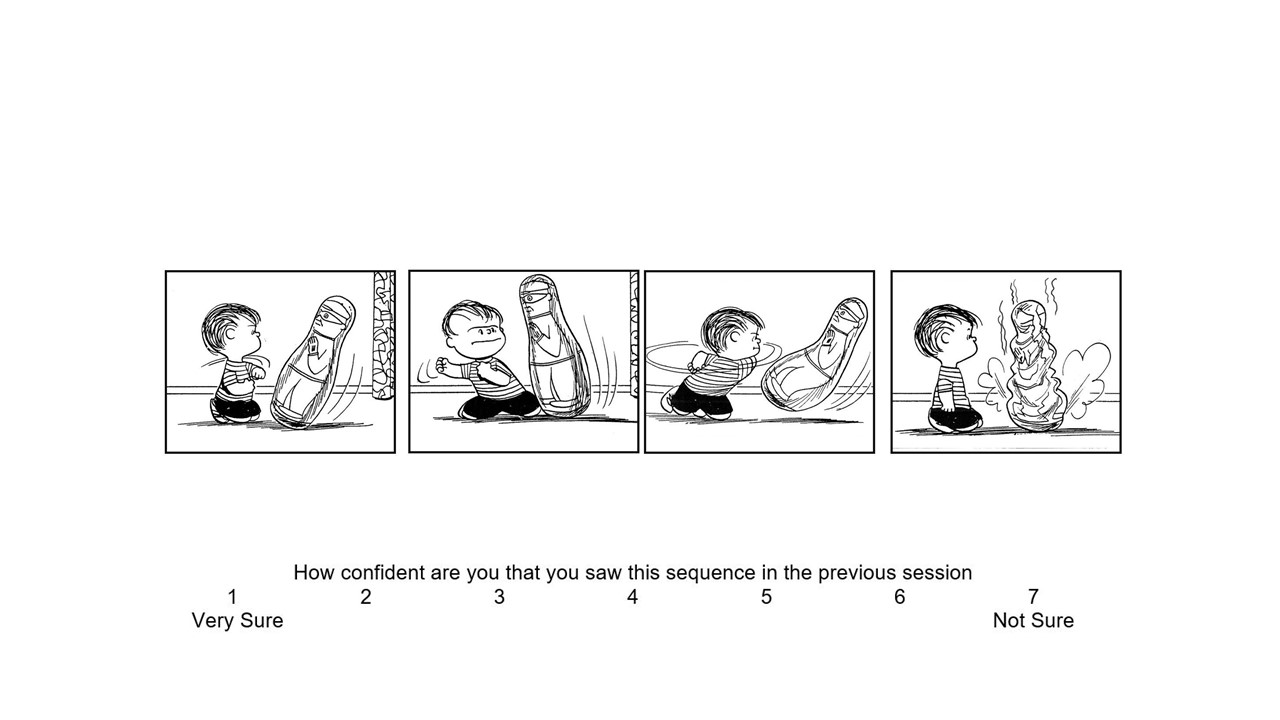 How confident are you that you saw this sequence in the previous session
1 2 3 4 5 6 7
Very Sure Not Sure